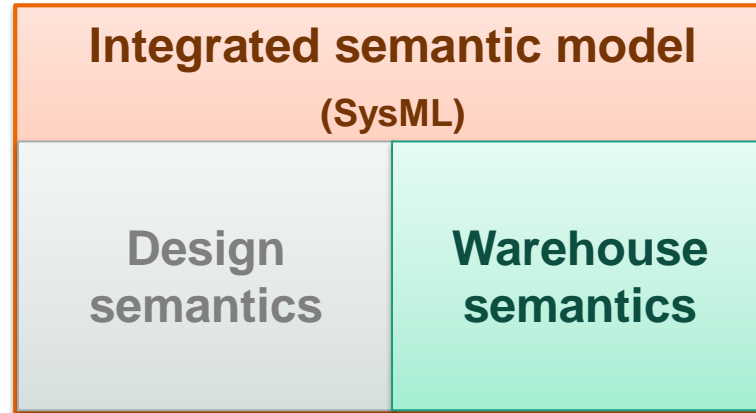 Integrated semantic model
(SysML)
Design
semantics
Warehouse
semantics